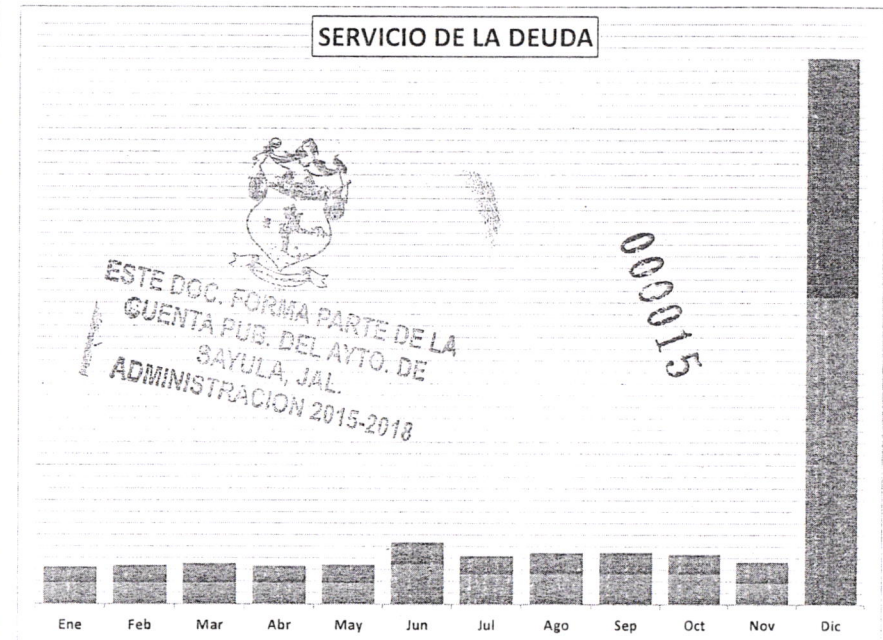 SERVICIO DE LA DEUDA
ESTE DOC. FORMA PARTE DE LA
CUENTA PUB. DEL AYTO. DE
SAYULA, JAL.
ADMINISTRACION 2015-2018
000015
Ene Feb Mar Abr May Jun Jul Ago Sep Oct Nov Dic